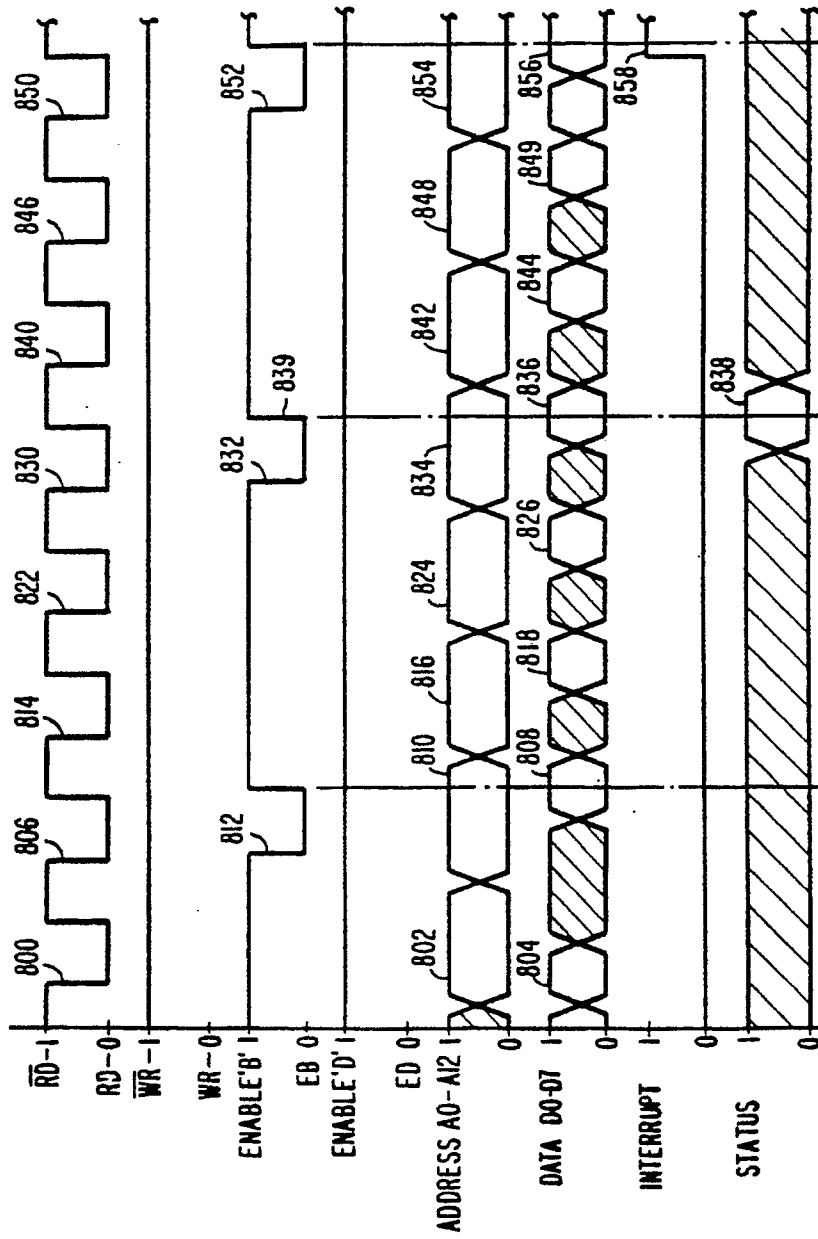 RD-1
RD-0
WR-1
WR-0
ENABLE'B' 1
EB 0
ENABLE'D' 1
ED 0
ADDRESS A0-A12 1
0
DATA D0-D7 1
0
INTERRUPT 1
0
STATUS 1
0
800 806 814 822 830 840 846 850
812 832 839 852
802 810 816 824 834 842 848 854
804 808 818 826 836 844 849 856
858
838